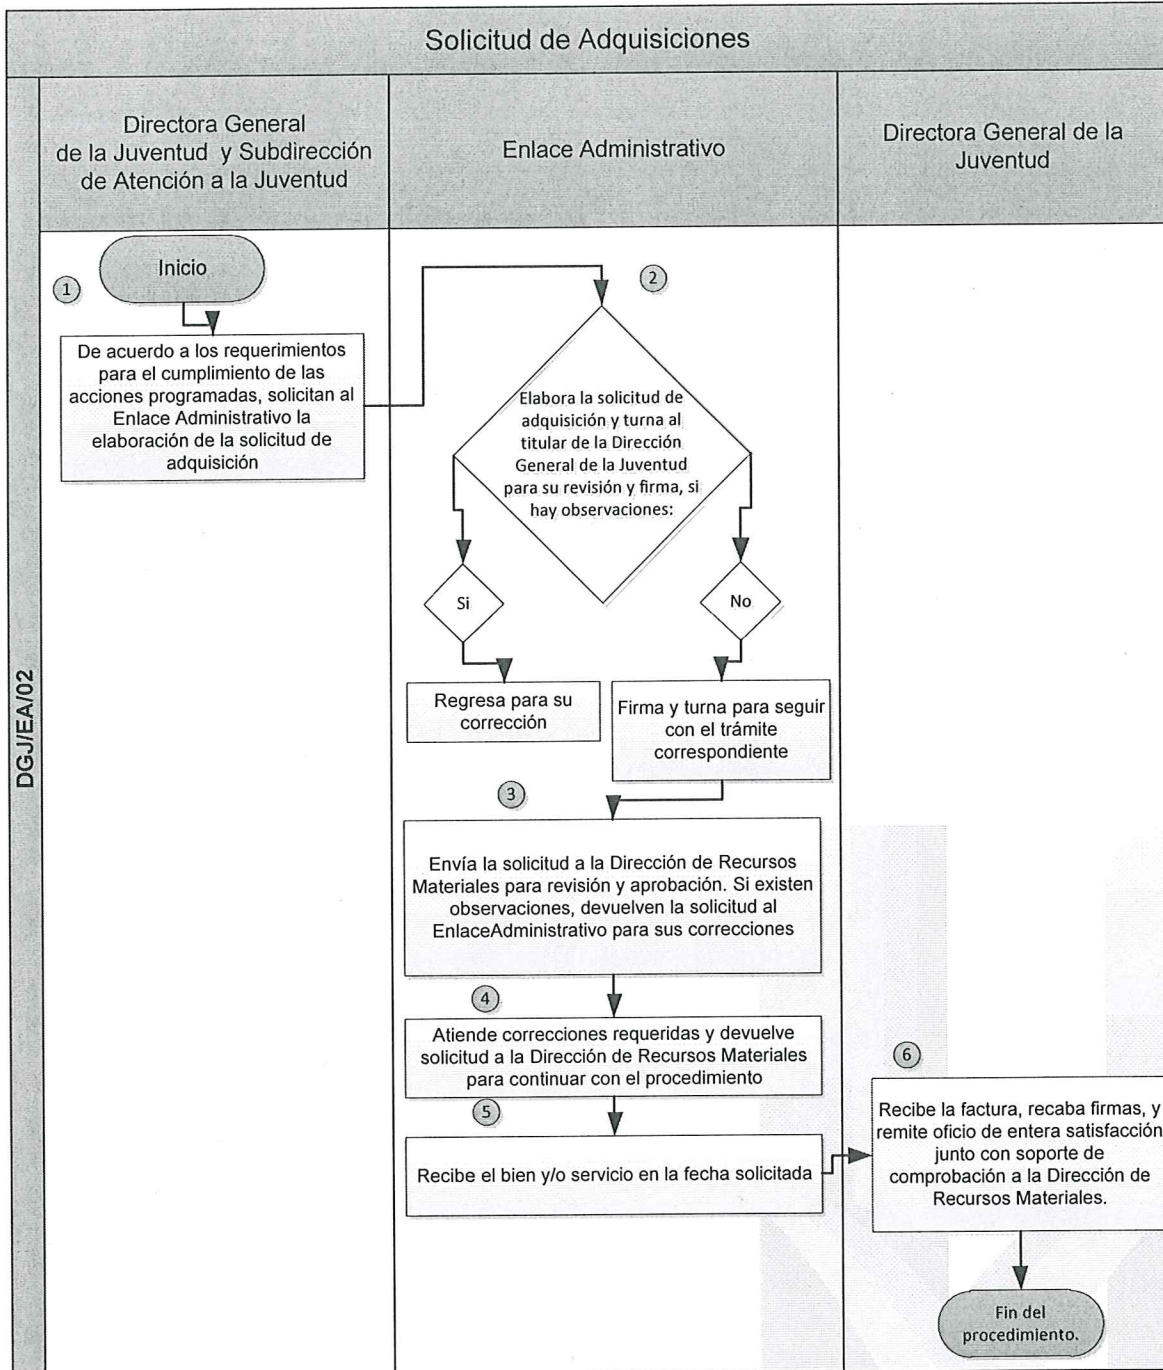 Solicitud de Adquisiciones
Directora General
de la Juventud y Subdirección
de Atención a la Juventud
Enlace Administrativo
Directora General de la
Juventud
DGJ/EA/02
Inicio
1
De acuerdo a los requerimientos
para el cumplimiento de las
acciones programadas, solicitan al
Enlace Administrativo la
elaboración de la solicitud de
adquisición
2
Elabora la solicitud de
adquisición y turna al
titular de la Dirección
General de la Juventud
para su revisión y firma, si
hay observaciones:
Si
No
Regresa para su
corrección
Firma y turna para seguir
con el trámite
correspondiente
3
Envía la solicitud a la Dirección de Recursos
Materiales para revisión y aprobación. Si existen
observaciones, devuelven la solicitud al
EnlaceAdministrativo para sus correcciones
4
Atiende correcciones requeridas y devuelve
solicitud a la Dirección de Recursos Materiales
para continuar con el procedimiento
5
Recibe el bien y/o servicio en la fecha solicitada
6
Recibe la factura, recaba firmas, y
remite oficio de entera satisfacción
junto con soporte de
comprobación a la Dirección de
Recursos Materiales.
Fin del
procedimiento.